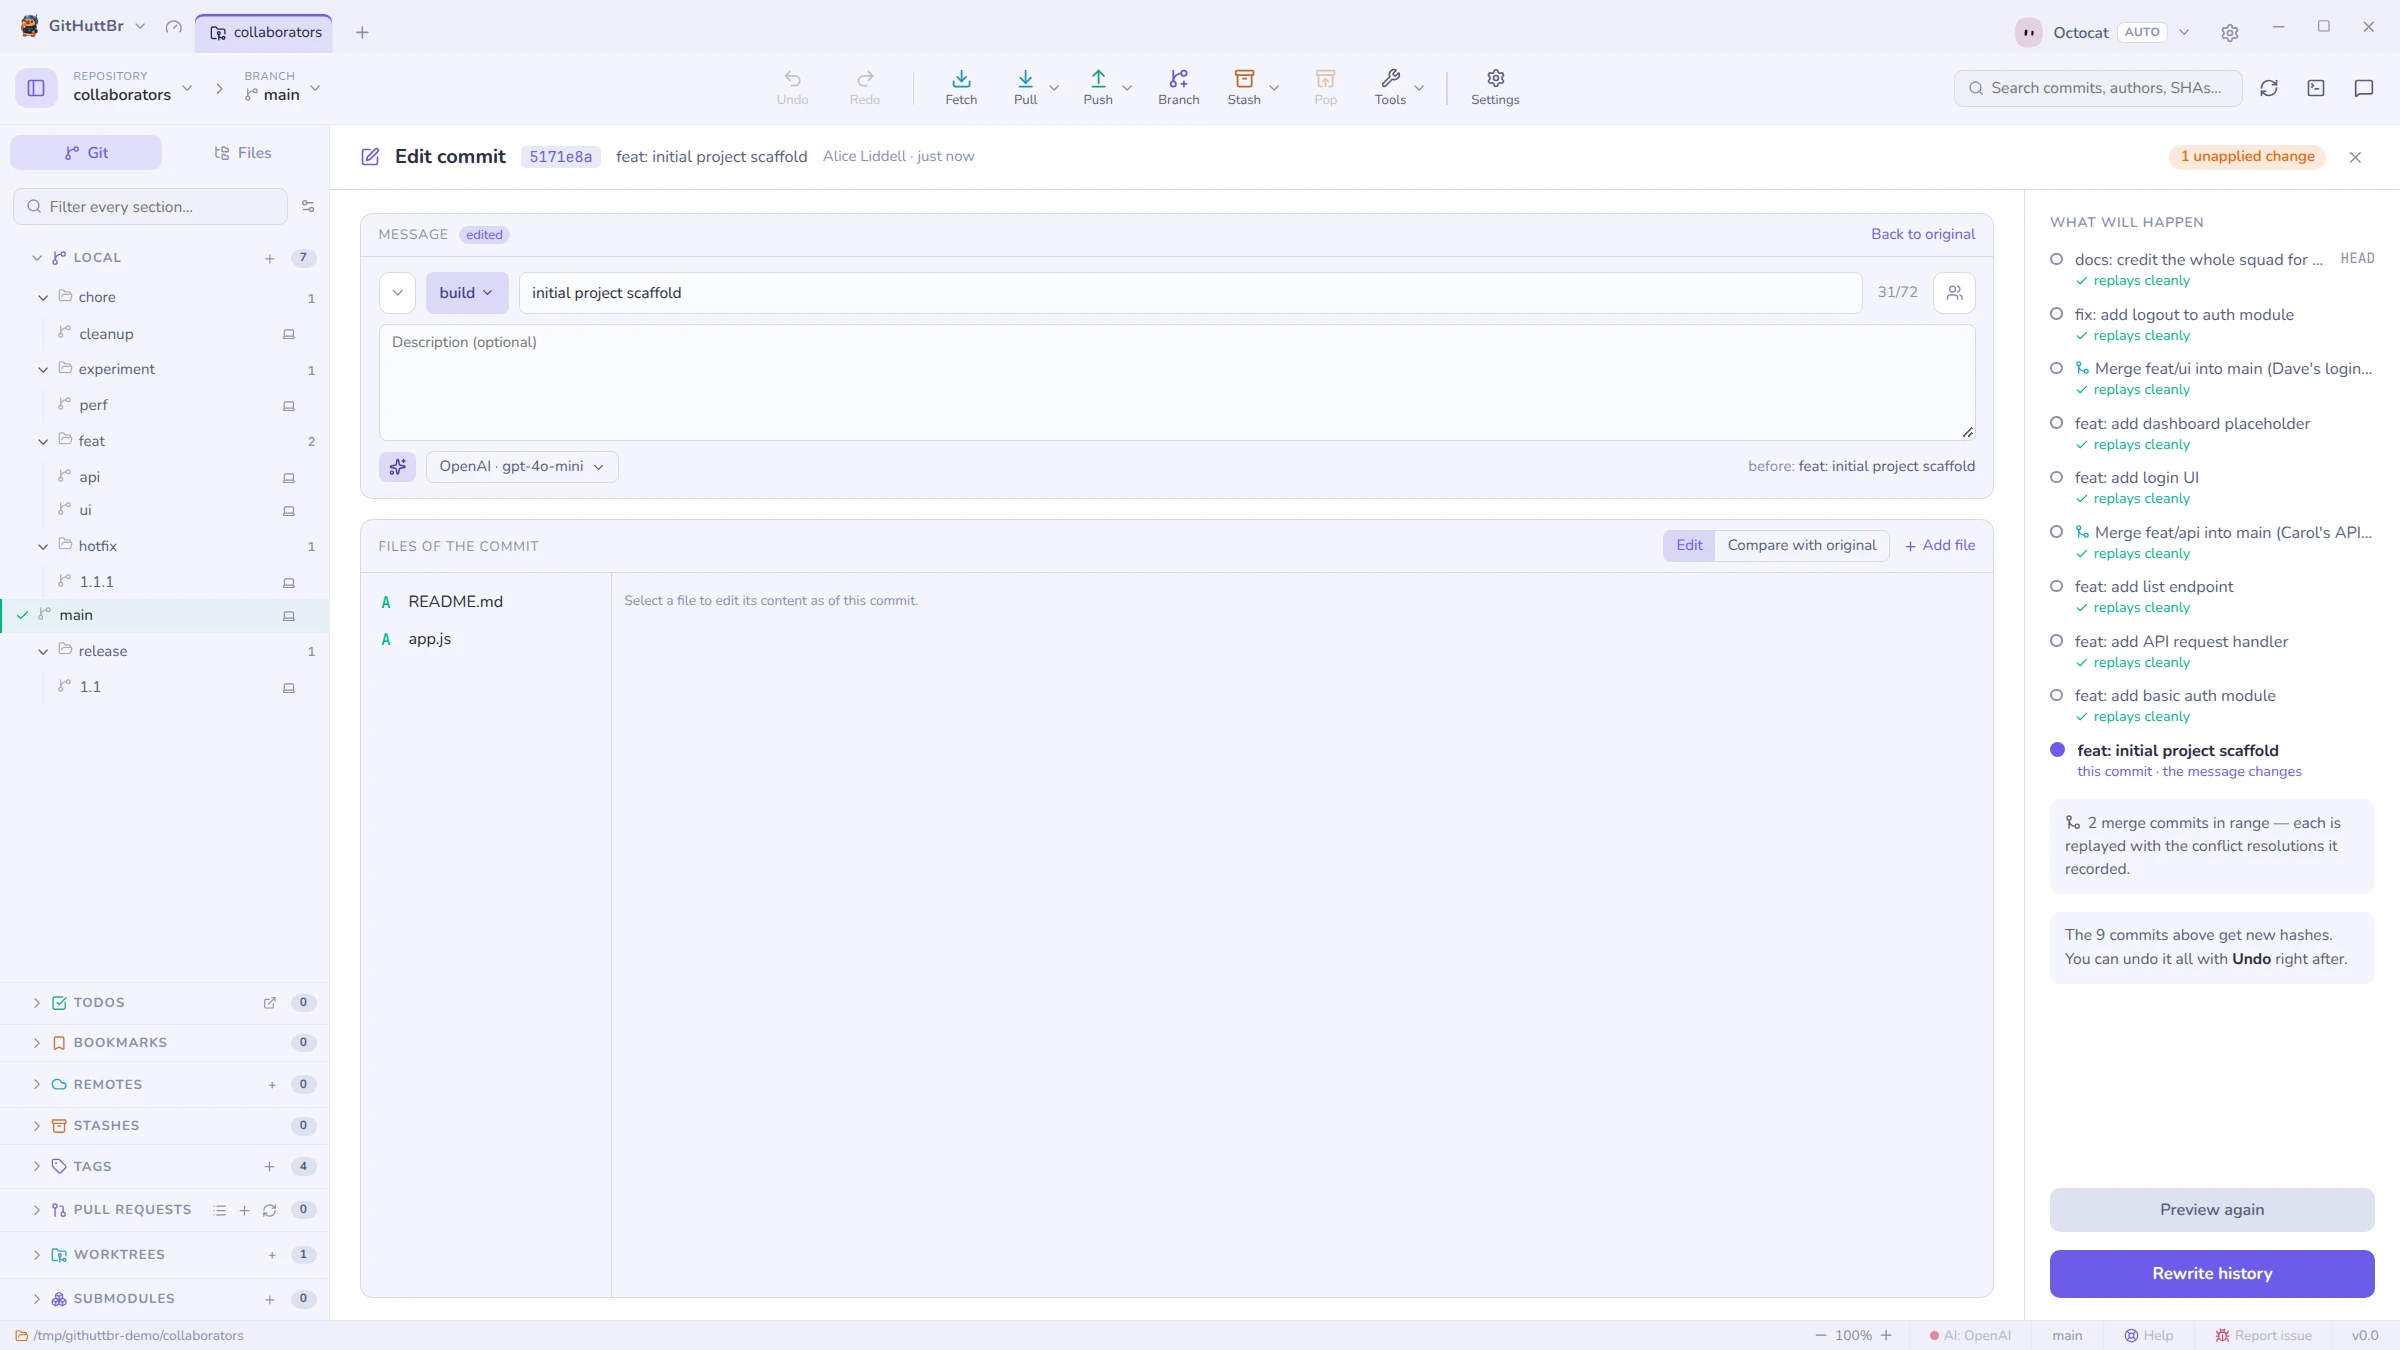 GitHuttBr
collaborators
Octocat AUTO
REPOSITORY
collaborators
BRANCH
main
Undo
Redo
Fetch
Pull
Push
Branch
Stash
Pop
Tools
Settings
Search commits, authors, SHAs...
Git
Files
Filter every section...
LOCAL 7
chore 1
cleanup
experiment 1
perf
feat 2
api
ui
hotfix 1
1.1.1
main
release 1
1.1
TODOS 0
BOOKMARKS 0
REMOTES 0
STASHES 0
TAGS 4
PULL REQUESTS 0
WORKTREES 1
SUBMODULES 0
Edit commit 5171e8a feat: initial project scaffold Alice Liddell · just now
1 unapplied change
MESSAGE edited
Back to original
build
initial project scaffold
31/72
Description (optional)
OpenAI · gpt-4o-mini
before: feat: initial project scaffold
FILES OF THE COMMIT
Edit
Compare with original
Add file
A README.md
A app.js
Select a file to edit its content as of this commit.
WHAT WILL HAPPEN
docs: credit the whole squad for ... HEAD
replays cleanly
fix: add logout to auth module
replays cleanly
Merge feat/ui into main (Dave's login...
replays cleanly
feat: add dashboard placeholder
replays cleanly
feat: add login UI
replays cleanly
Merge feat/api into main (Carol's API...
replays cleanly
feat: add list endpoint
replays cleanly
feat: add API request handler
replays cleanly
feat: add basic auth module
replays cleanly
feat: initial project scaffold
this commit · the message changes
2 merge commits in range — each is
replayed with the conflict resolutions it
recorded.
The 9 commits above get new hashes.
You can undo it all with Undo right after.
Preview again
Rewrite history
/tmp/githuttbr-demo/collaborators
100%
AI: OpenAI
main
Help
Report issue
v0.0